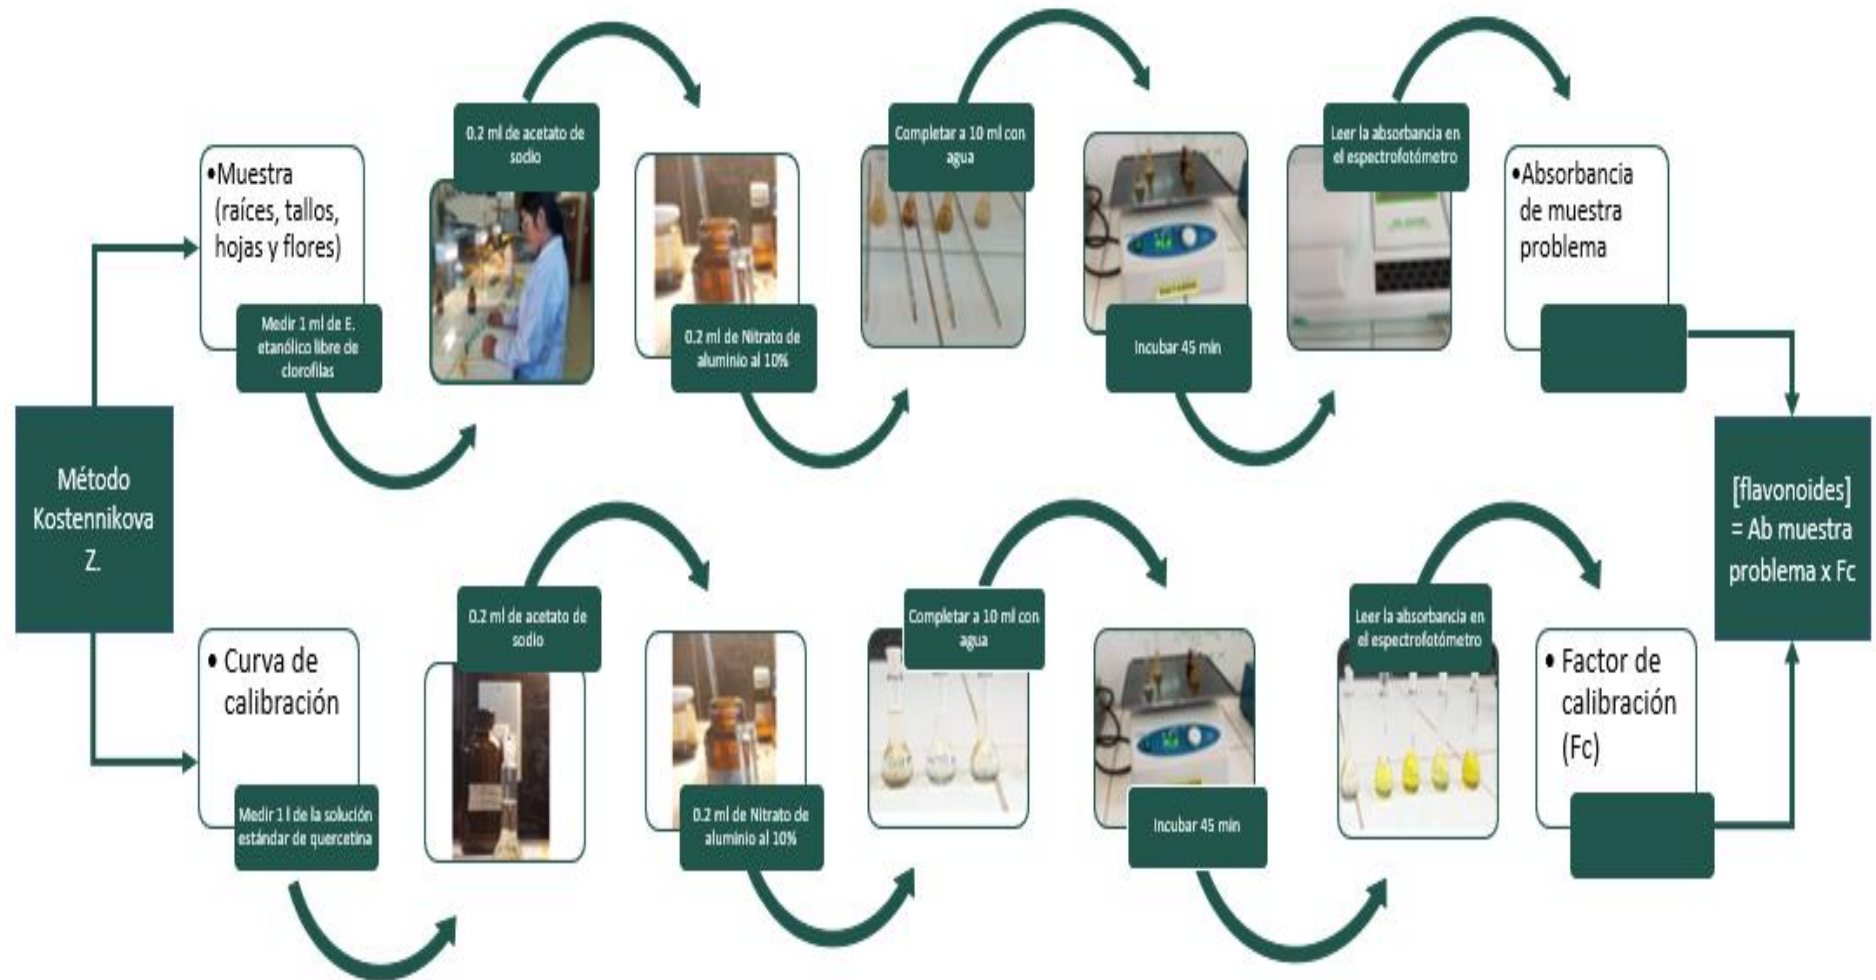 Método
Kostennikova
Z.
•Muestra
(raíces, tallos,
hojas y flores)
Medir 1 ml de E.
etanólico libre de
clorofilas
0.2 ml de acetato de
sodio
0.2 ml de Nitrato de
aluminio al 10%
Completar a 10 ml con
agua
Incubar 45 min
Leer la absorbancia en
el espectrofotómetro
•Absorbancia
de muestra
problema
• Curva de
calibración
Medir 1 l de la solución
estándar de quercetina
0.2 ml de acetato de
sodio
0.2 ml de Nitrato de
aluminio al 10%
Completar a 10 ml con
agua
Incubar 45 min
Leer la absorbancia en
el espectrofotómetro
• Factor de
calibración
(Fc)
[flavonoides]
= Ab muestra
problema x Fc